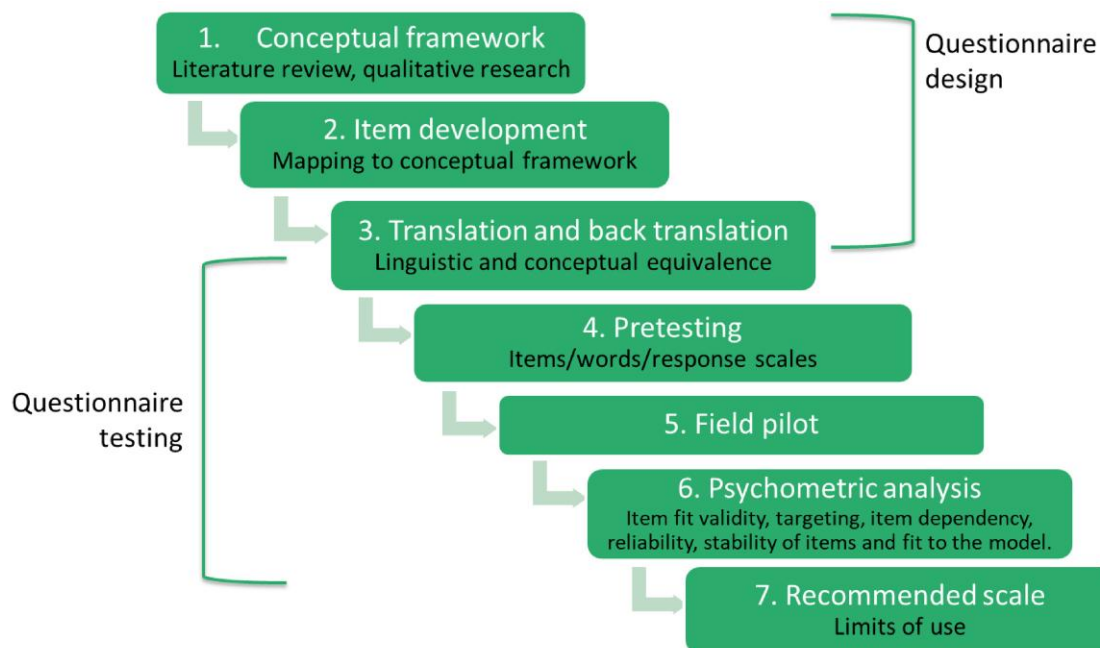 1. Conceptual framework
Literature review, qualitative research
Questionnaire
design
2. Item development
Mapping to conceptual framework
3. Translation and back translation
Linguistic and conceptual equivalence
4. Pretesting
Items/words/response scales
Questionnaire
testing
5. Field pilot
6. Psychometric analysis
Item fit validity, targeting, item dependency,
reliability, stability of items and fit to the model.
7. Recommended scale
Limits of use